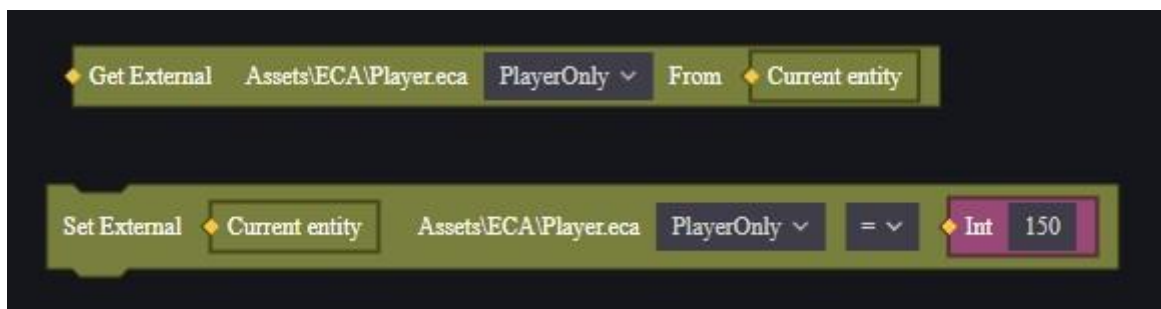 Get External Assets\ECA\Player.eca PlayerOnly From Current entity
Set External Current entity Assets\ECA\Player.eca PlayerOnly = Int 150